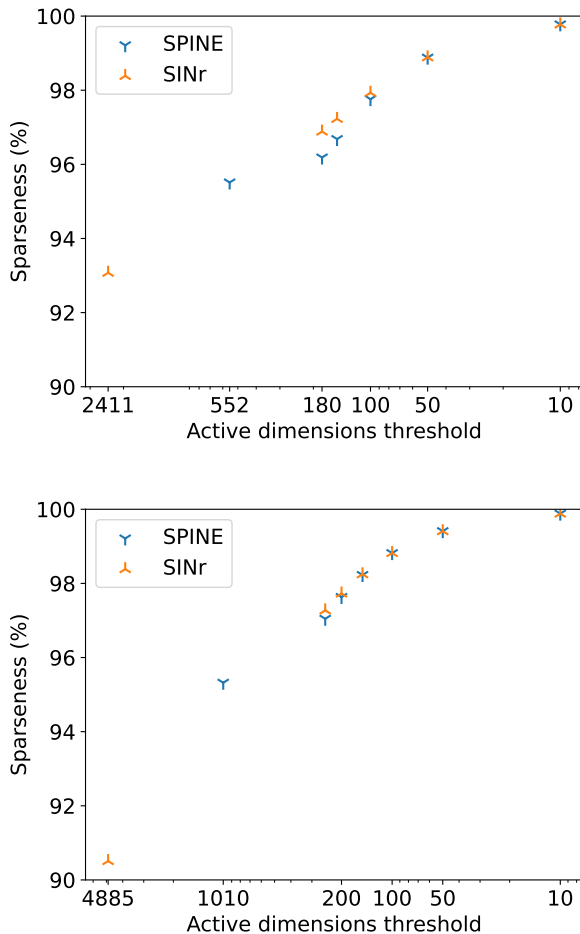 100
98
96
94
92
90
Sparseness (%)
SPINE
SINr
2411 552 180 100 50 10
Active dimensions threshold
100
98
96
94
92
90
Sparseness (%)
SPINE
SINr
4885 1010 200 100 50 10
Active dimensions threshold